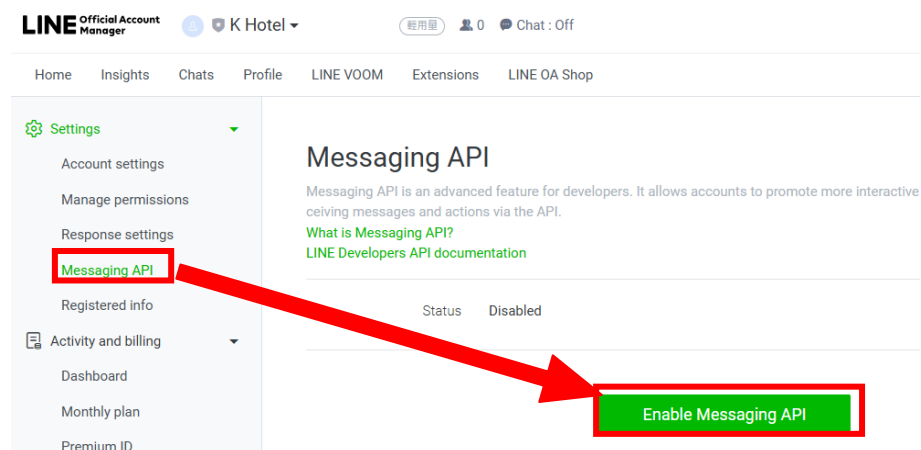 LINE Official Account Manager
K Hotel
輕用量
0
Chat : Off
Home Insights Chats Profile LINE VOOM Extensions LINE OA Shop
Settings
Account settings
Manage permissions
Response settings
Messaging API
Registered info
Activity and billing
Dashboard
Monthly plan
Premium ID
Messaging API
Messaging API is an advanced feature for developers. It allows accounts to promote more interactive
ceiving messages and actions via the API.
What is Messaging API?
LINE Developers API documentation
Status Disabled
Enable Messaging API